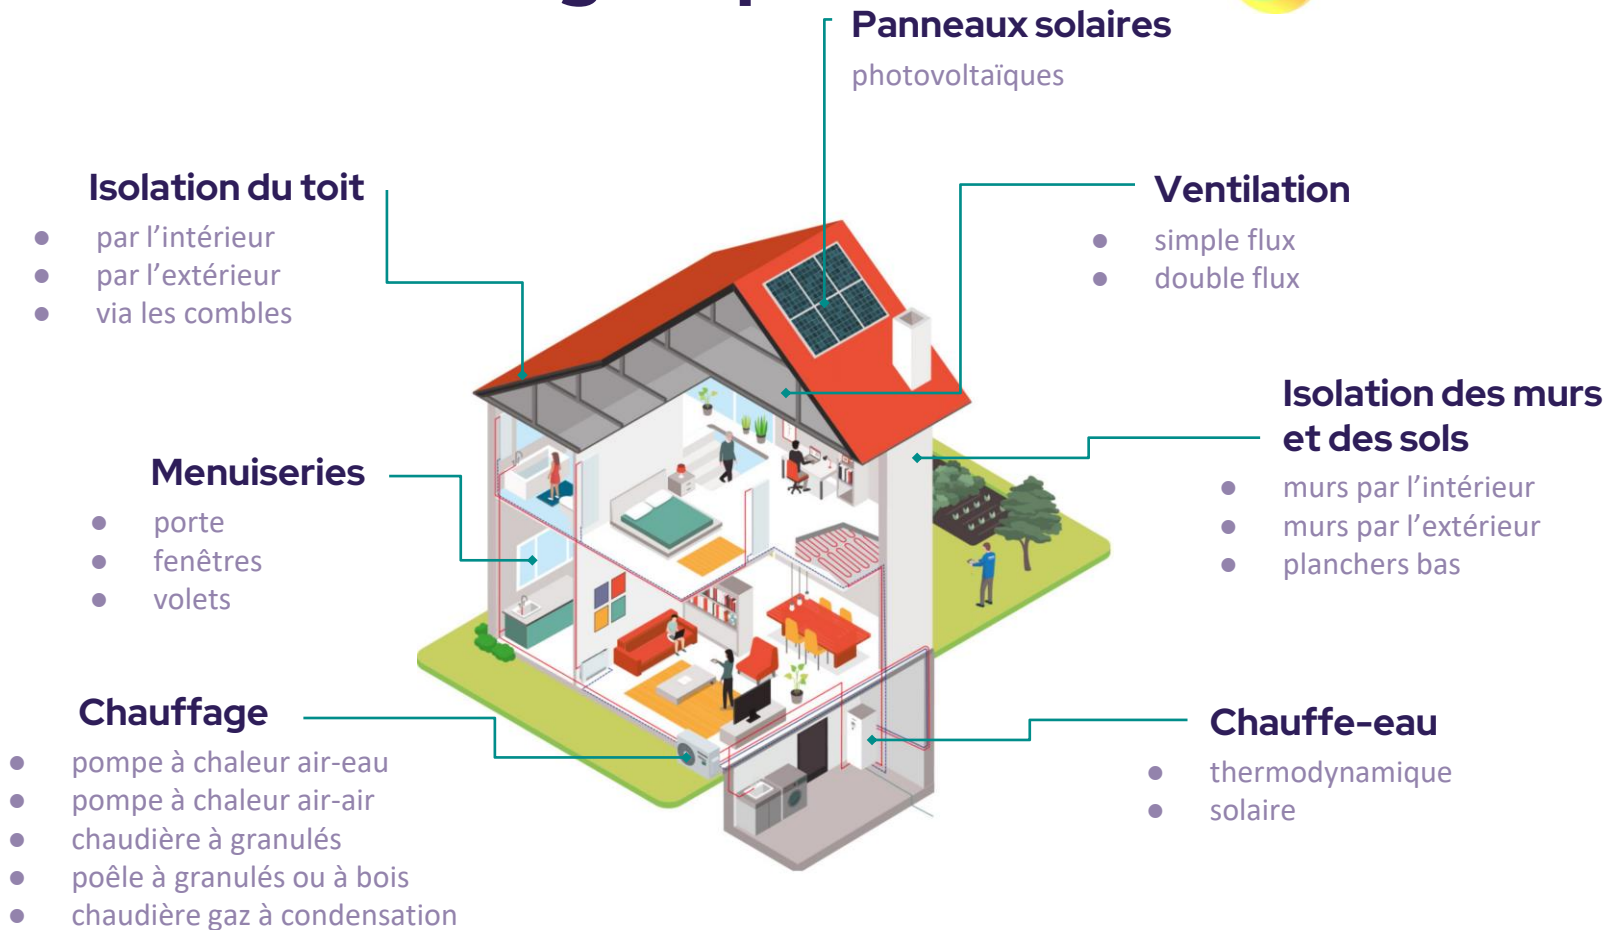 Panneaux solaires
photovoltaïques
Isolation du toit
● par l’intérieur
● par l’extérieur
● via les combles
Ventilation
● simple flux
● double flux
Isolation des murs
et des sols
● murs par l’intérieur
● murs par l’extérieur
● planchers bas
Menuiseries
● porte
● fenêtres
● volets
Chauffage
● pompe à chaleur air-eau
● pompe à chaleur air-air
● chaudière à granulés
● poêle à granulés ou à bois
● chaudière gaz à condensation
Chauffe-eau
● thermodynamique
● solaire